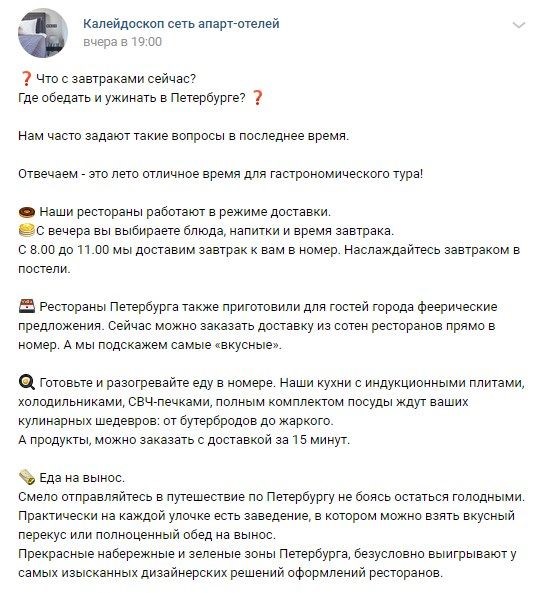 Калейдоскоп сеть апарт-отелей
вчера в 19:00
❓Что с завтраками сейчас?
Где обедать и ужинать в Петербурге? ❓
Нам часто задают такие вопросы в последнее время.
Отвечаем - это лето отличное время для гастрономического тура!
🍩 Наши рестораны работают в режиме доставки.
🥞С вечера вы выбираете блюда, напитки и время завтрака.
С 8.00 до 11.00 мы доставим завтрак к вам в номер. Наслаждайтесь завтраком в
постели.
🍱 Рестораны Петербурга также приготовили для гостей города феерические
предложения. Сейчас можно заказать доставку из сотен ресторанов прямо в
номер. А мы подскажем самые «вкусные».
🍳 Готовьте и разогревайте еду в номере. Наши кухни с индукционными плитами,
холодильниками, СВЧ-печками, полным комплектом посуды ждут ваших
кулинарных шедевров: от бутербродов до жаркого.
А продукты, можно заказать с доставкой за 15 минут.
🌯 Еда на вынос.
Смело отправляйтесь в путешествие по Петербургу не боясь остаться голодными.
Практически на каждой улочке есть заведение, в котором можно взять вкусный
перекус или полноценный обед на вынос.
Прекрасные набережные и зеленые зоны Петербурга, безусловно выигрывают у
самых изысканных дизайнерских решений оформлений ресторанов.